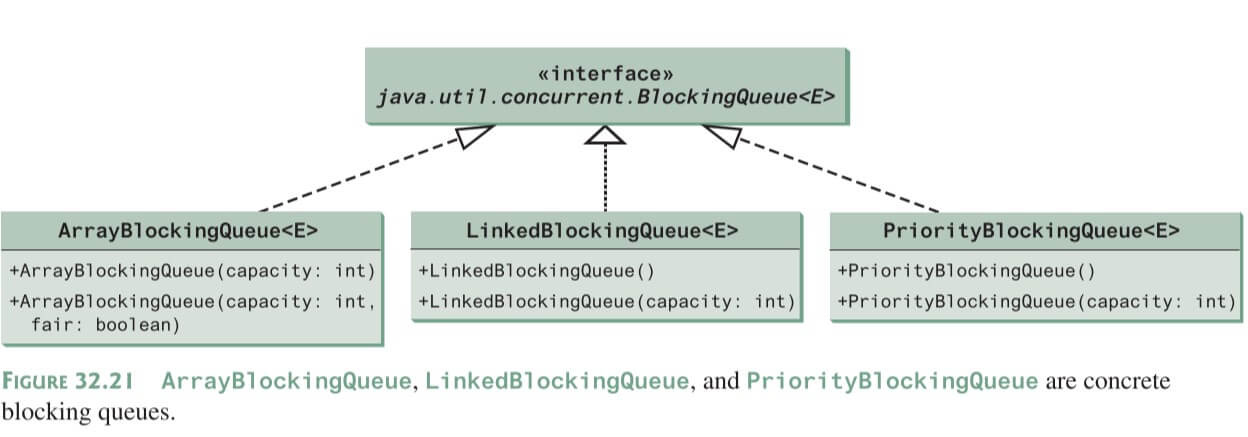 «interface»
java.util.concurrent.BlockingQueue<E>
ArrayBlockingQueue<E>
+ArrayBlockingQueue(capacity: int)
+ArrayBlockingQueue(capacity: int,
fair: boolean)
LinkedBlockingQueue<E>
+LinkedBlockingQueue()
+LinkedBlockingQueue(capacity: int)
PriorityBlockingQueue<E>
+PriorityBlockingQueue()
+PriorityBlockingQueue(capacity: int)
FIGURE 32.21 ArrayBlockingQueue, LinkedBlockingQueue, and PriorityBlockingQueue are concrete
blocking queues.